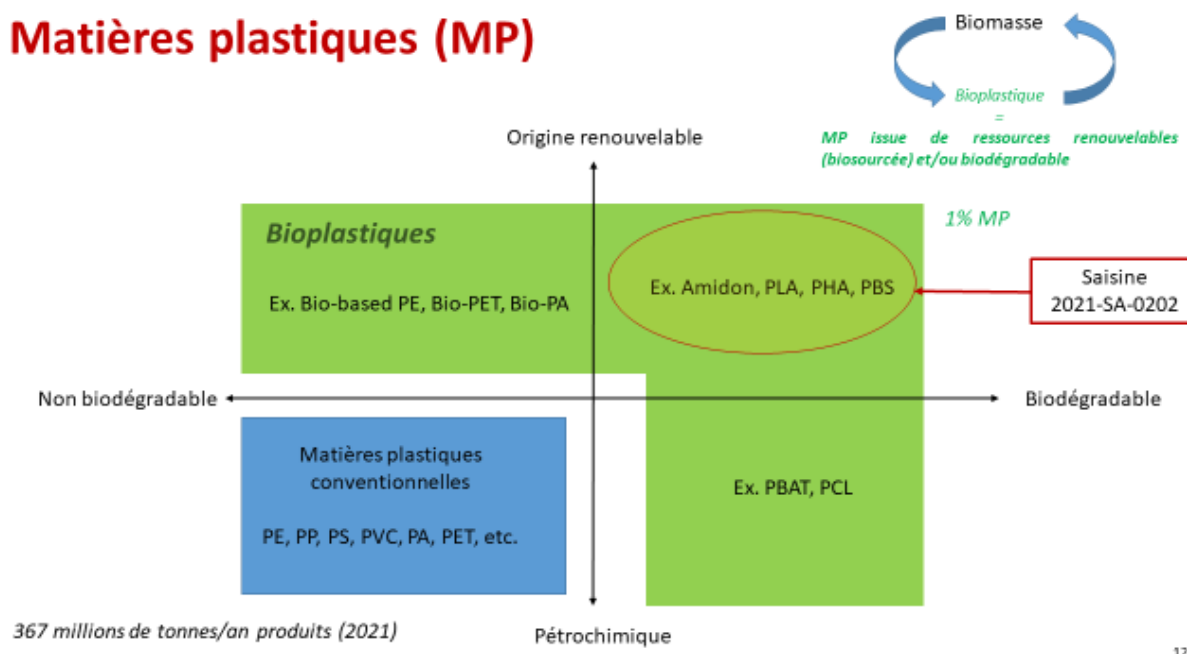 Matières plastiques (MP)
Biomasse
Bioplastique
=
MP issue de ressources renouvelables
(biosourcée) et/ou biodégradable
Origine renouvelable
Bioplastiques
1% MP
Ex. Bio-based PE, Bio-PET, Bio-PA
Ex. Amidon, PLA, PHA, PBS
Saisine
2021-SA-0202
Non biodégradable
Biodégradable
Matières plastiques
conventionnelles
PE, PP, PS, PVC, PA, PET, etc.
Ex. PBAT, PCL
367 millions de tonnes/an produits (2021)
Pétrochimique